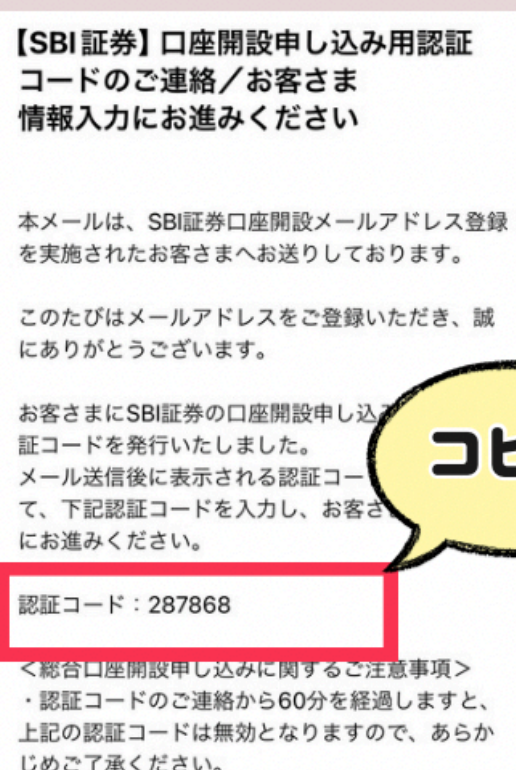 【SBI証券】口座開設申し込み用認証
コードのご連絡／お客さま
情報入力にお進みください
本メールは、SBI証券口座開設メールアドレス登録
を実施されたお客さまへお送りしております。
このたびはメールアドレスをご登録いただき、誠
にありがとうございます。
お客さまにSBI証券の口座開設申し込
証コードを発行いたしました。
メール送信後に表示される認証コー
て、下記認証コードを入力し、お客さ
にお進みください。
コピ
認証コード：287868
＜総合口座開設申し込みに関するご注意事項＞
・認証コードのご連絡から60分を経過しますと、
上記の認証コードは無効となりますので、あらか
じめご了承ください。